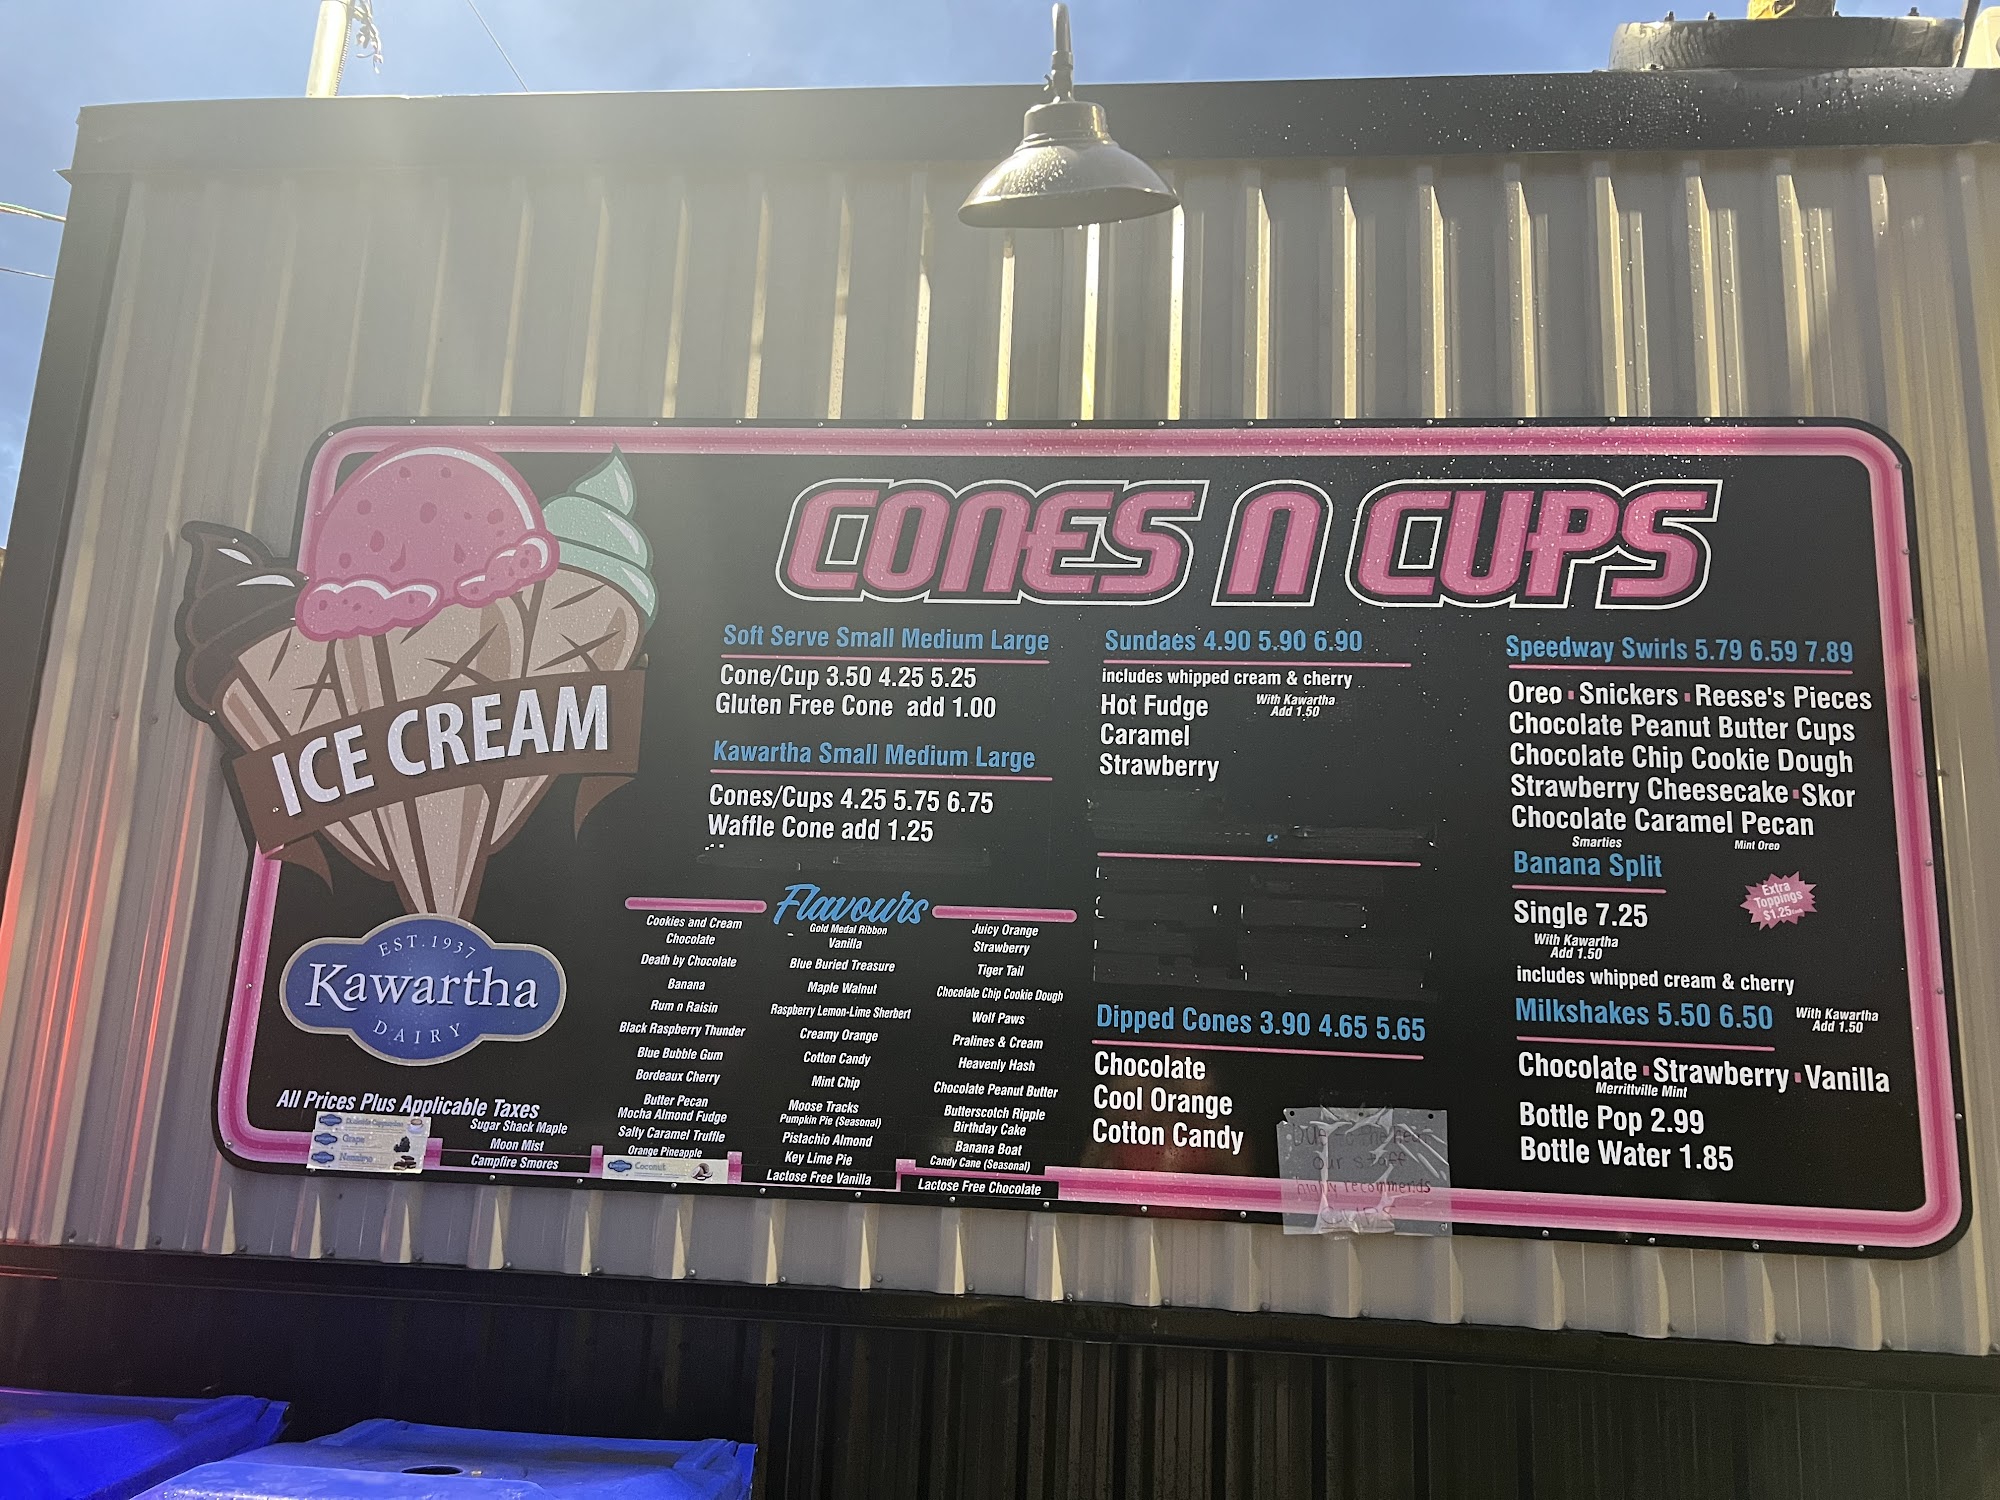 CONES N CUPS
ICE CREAM
EST. 1937
Kawartha
DAIRY
All Prices Plus Applicable Taxes
Soft Serve Small Medium Large
Cone/Cup 3.50 4.25 5.25
Gluten Free Cone add 1.00
Kawartha Small Medium Large
Cones/Cups 4.25 5.75 6.75
Waffle Cone add 1.25
Flavours
Cookies and Cream
Chocolate
Death by Chocolate
Banana
Rum n Raisin
Black Raspberry Thunder
Blue Bubble Gum
Bordeaux Cherry
Butter Pecan
Mocha Almond Fudge
Salty Caramel Truffle
Orange Pineapple
Coconut
Sugar Shack Maple
Moon Mist
Campfire Smores
Grape
Gold Medal Ribbon
Vanilla
Blue Buried Treasure
Maple Walnut
Raspberry Lemon-Lime Sherbert
Creamy Orange
Cotton Candy
Mint Chip
Moose Tracks
Pumpkin Pie (Seasonal)
Pistachio Almond
Key Lime Pie
Lactose Free Vanilla
Juicy Orange
Strawberry
Tiger Tail
Chocolate Chip Cookie Dough
Wolf Paws
Pralines & Cream
Heavenly Hash
Chocolate Peanut Butter
Butterscotch Ripple
Birthday Cake
Banana Boat
Candy Cane (Seasonal)
Lactose Free Chocolate
Sundaes 4.90 5.90 6.90
includes whipped cream & cherry
Hot Fudge
Caramel
Strawberry
With Kawartha
Add 1.50
Dipped Cones 3.90 4.65 5.65
Chocolate
Cool Orange
Cotton Candy
Due to the heat
our staff
highly recommends
CUPS
Speedway Swirls 5.79 6.59 7.89
Oreo ▪ Snickers ▪ Reese's Pieces
Chocolate Peanut Butter Cups
Chocolate Chip Cookie Dough
Strawberry Cheesecake ▪ Skor
Chocolate Caramel Pecan
Smarties Mint Oreo
Banana Split
Single 7.25
With Kawartha
Add 1.50
includes whipped cream & cherry
Extra
Toppings
$1.25
Milkshakes 5.50 6.50
With Kawartha
Add 1.50
Chocolate ▪ Strawberry ▪ Vanilla
Merrittville Mint
Bottle Pop 2.99
Bottle Water 1.85